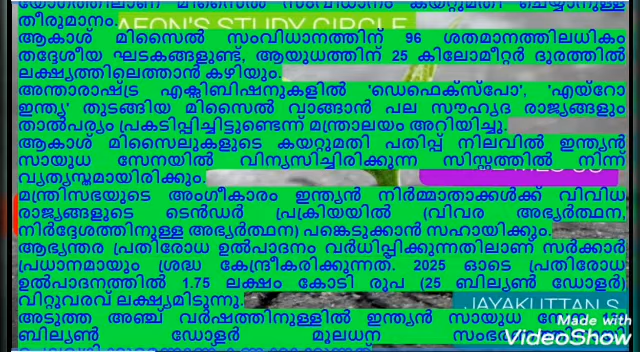 യോഗത്തിലാണ് മിസൈൽ സംവിധാനം കയറ്റുമതി ചെയ്യാനുള്ള
തീരുമാനം.
AEON'S STUDY CIRCLE
ആകാശ് മിസൈൽ സംവിധാനത്തിന് 96 ശതമാനത്തിലധികം
തദ്ദേശീയ ഘടകങ്ങളുണ്ട്, ആയുധത്തിന് 25 കിലോമീറ്റർ ദൂരത്തിൽ
ലക്ഷ്യത്തിലെത്താൻ കഴിയും.
അന്താരാഷ്ട്ര എക്സിബിഷനുകളിൽ 'ഡെഫെക്സ്പോ', 'എയ്റോ
ഇന്ത്യ' തുടങ്ങിയ മിസൈൽ വാങ്ങാൻ പല സൗഹൃദ രാജ്യങ്ങളും
താൽപര്യം പ്രകടിപ്പിച്ചിട്ടുണ്ടെന്ന് മന്ത്രാലയം അറിയിച്ചു.
ആകാശ് മിസൈലുകളുടെ കയറ്റുമതി പതിപ്പ് നിലവിൽ ഇന്ത്യൻ
സായുധ സേനയിൽ വിന്യസിച്ചിരിക്കുന്ന സിസ്റ്റത്തിൽ നിന്ന്
വ്യത്യസ്തമായിരിക്കും.
മന്ത്രിസഭയുടെ അംഗീകാരം ഇന്ത്യൻ നിർമ്മാതാക്കൾക്ക് വിവിധ
രാജ്യങ്ങളുടെ ടെൻഡർ പ്രക്രിയയിൽ (വിവര അഭ്യർത്ഥന,
നിർദ്ദേശത്തിനുള്ള അഭ്യർത്ഥന) പങ്കെടുക്കാൻ സഹായിക്കും.
ആഭ്യന്തര പ്രതിരോധ ഉൽപാദനം വർധിപ്പിക്കുന്നതിലാണ് സർക്കാർ
പ്രധാനമായും ശ്രദ്ധ കേന്ദ്രീകരിക്കുന്നത്. 2025 ഓടെ പ്രതിരോധ
ഉൽപാദനത്തിൽ 1.75 ലക്ഷം കോടി രൂപ (25 ബില്യൺ ഡോളർ)
വിറ്റുവരവ് ലക്ഷ്യമിടുന്നു.
JAYAKUTTAN S
അടുത്ത അഞ്ച് വർഷത്തിനുള്ളിൽ ഇന്ത്യൻ സായുധ സേന
ബില്യൺ ഡോളർ മൂലധന
Made with
VideoShow